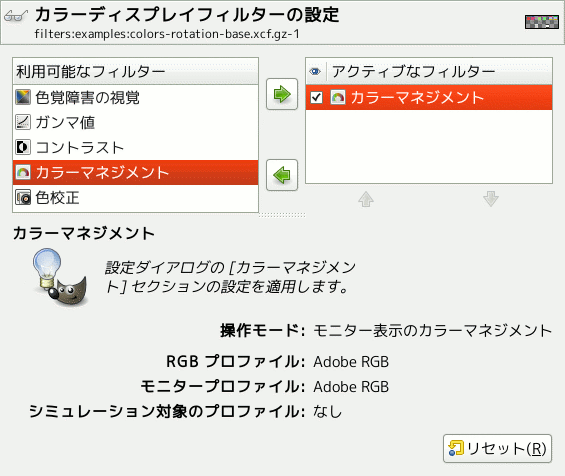 カラーディスプレイフィルターの設定
filters:examples:colors-rotation-base.xcf.gz-1
利用可能なフィルター
色覚障害の視覚
ガンマ値
コントラスト
カラーマネジメント
色校正
アクティブなフィルター
カラーマネジメント
カラーマネジメント
設定ダイアログの [カラーマネジメン
ト] セクションの設定を適用します。
操作モード: モニター表示のカラーマネジメント
RGB プロファイル: Adobe RGB
モニタープロファイル: Adobe RGB
シミュレーション対象のプロファイル: なし
リセット(R)